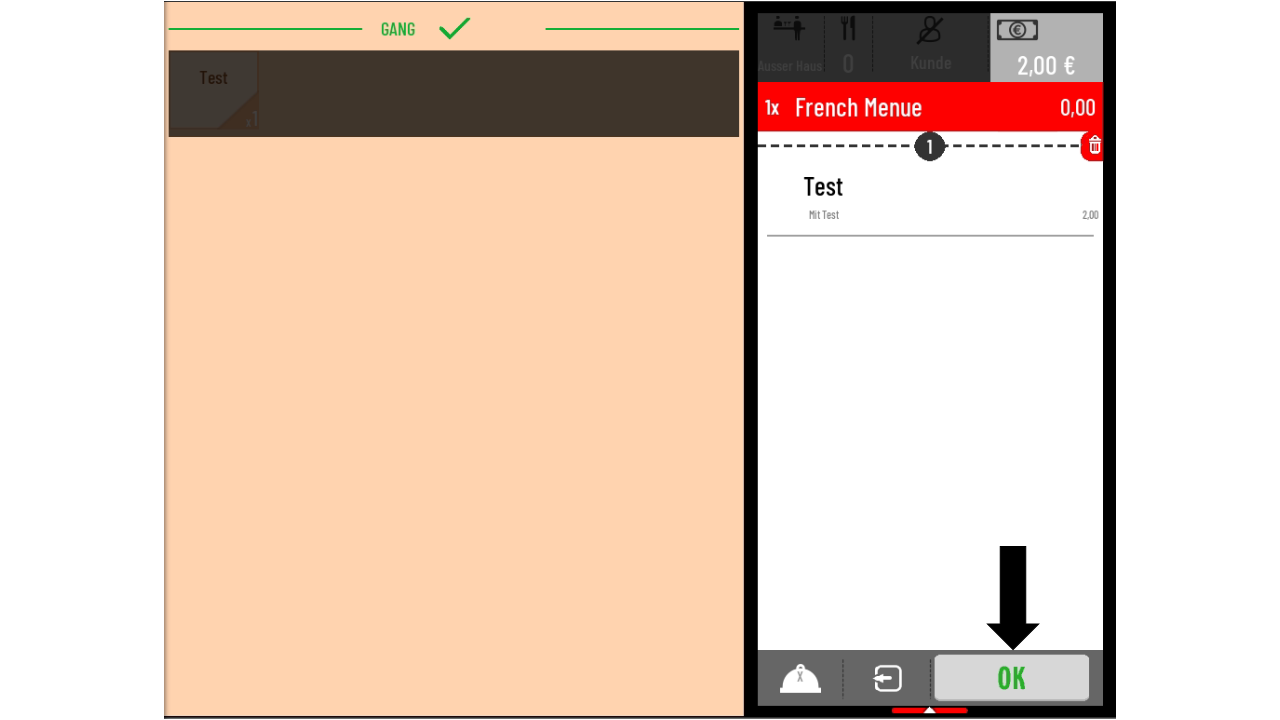 GANG
Test
x1
Ausser Haus
0
Kunde
2,00 €
1x French Menue 0,00
1
Test
Mit Test 2,00
X
OK